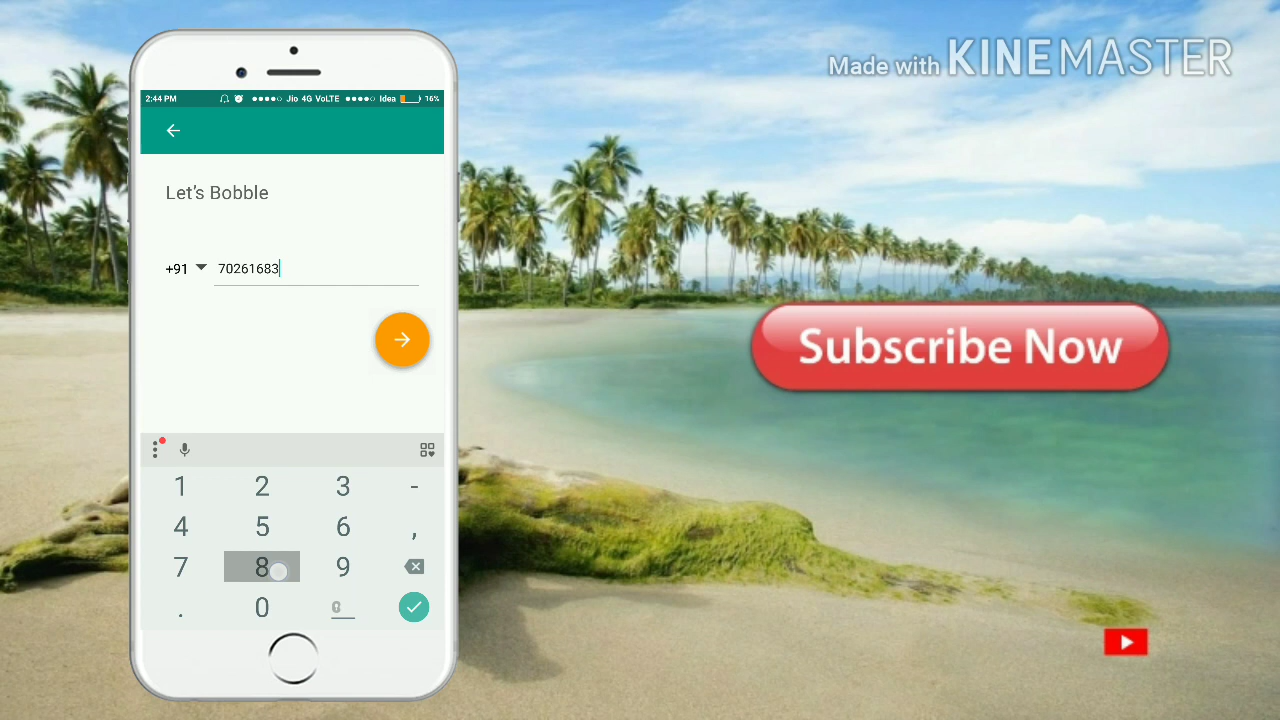 Made with KINEMASTER
2:44 PM Jio 4G VoLTE Idea 16%
Let's Bobble
+91 70261683
Subscribe Now
1 2 3 -
4 5 6 ,
7 8 9
. 0